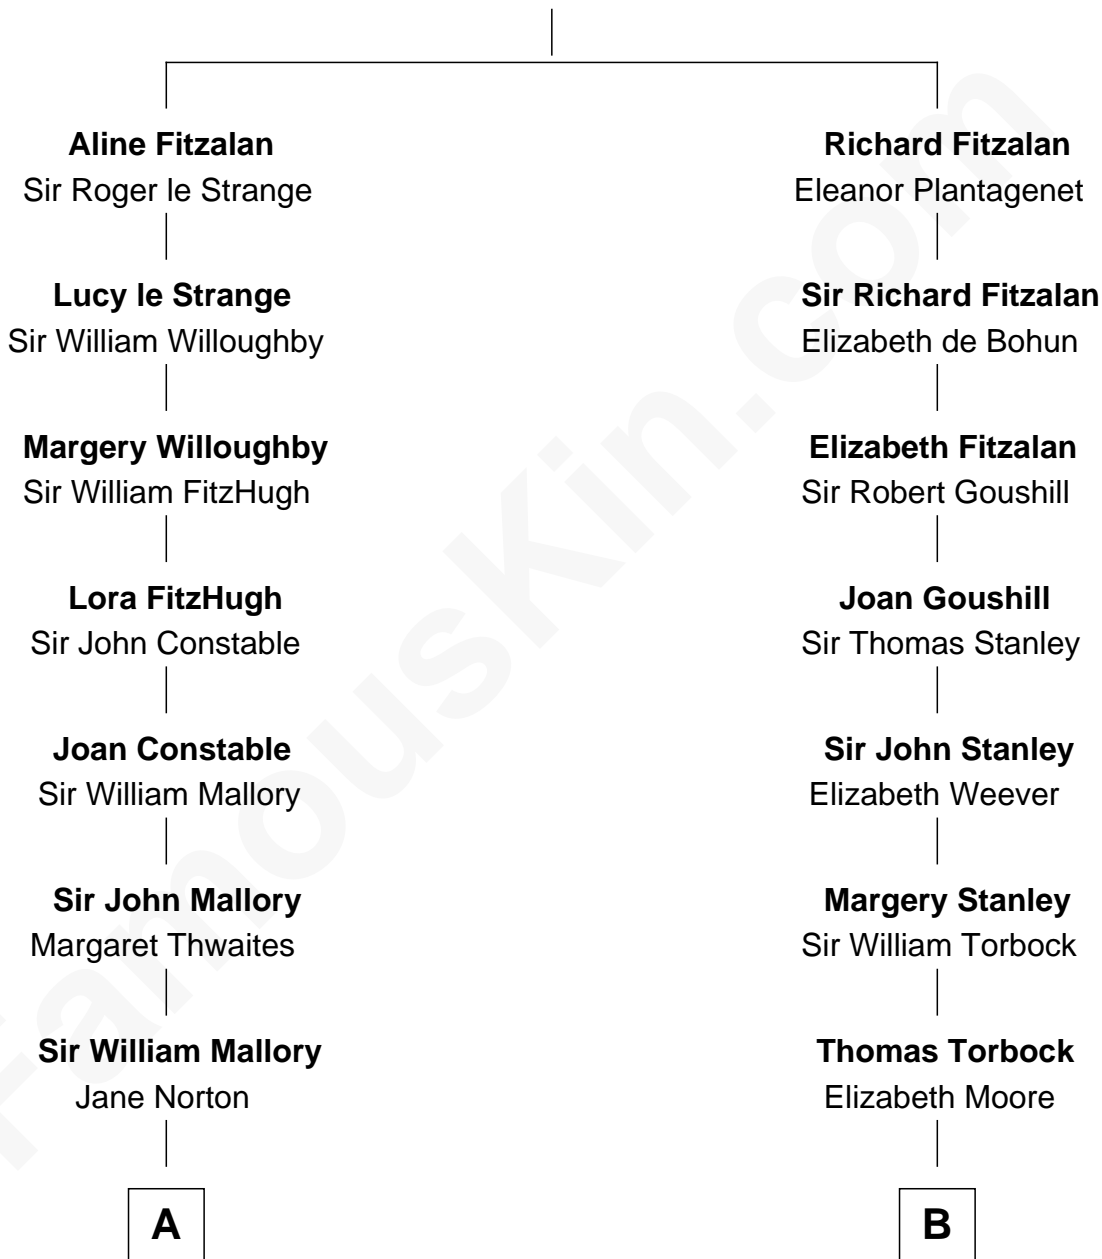 Aline Fitzalan
Sir Roger le Strange
Lucy le Strange
Sir William Willoughby
Margery Willoughby
Sir William FitzHugh
Lora FitzHugh
Sir John Constable
Joan Constable
Sir William Mallory
Sir John Mallory
Margaret Thwaites
Sir William Mallory
Jane Norton
A
Richard Fitzalan
Eleanor Plantagenet
Sir Richard Fitzalan
Elizabeth de Bohun
Elizabeth Fitzalan
Sir Robert Goushill
Joan Goushill
Sir Thomas Stanley
Sir John Stanley
Elizabeth Weever
Margery Stanley
Sir William Torbock
Thomas Torbock
Elizabeth Moore
B
FamousKin.com